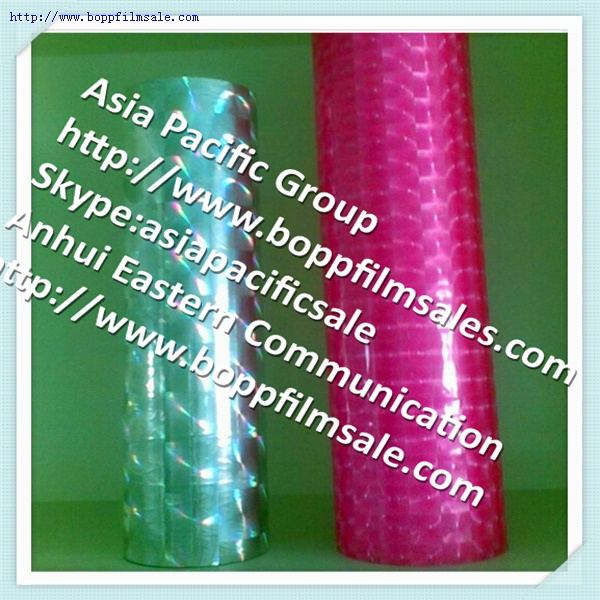 http://www.boppfilmsale.com
Asia Pacific Group
http://www.boppfilmsales.com
Skype:asiapacificsale
Anhui Eastern Communication
http://www.boppfilmsale.com